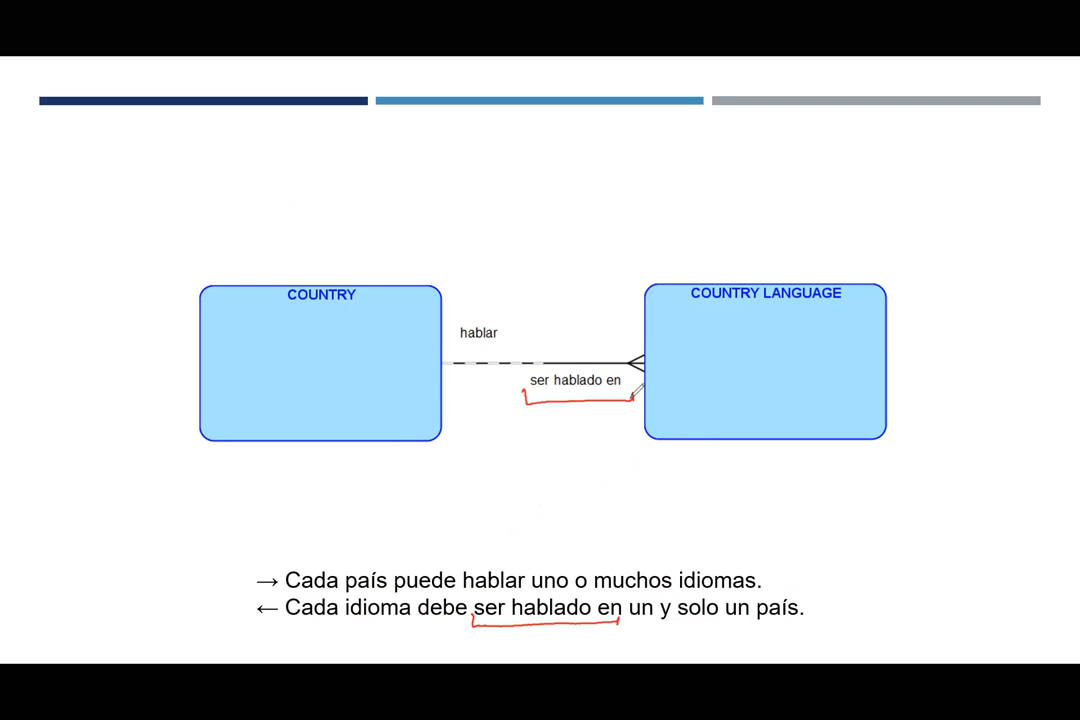 COUNTRY
COUNTRY LANGUAGE
hablar
ser hablado en
→ Cada país puede hablar uno o muchos idiomas.
← Cada idioma debe ser hablado en un y solo un país.